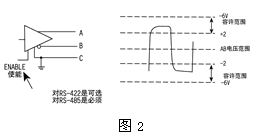 A
B
C
ENABLE
使能
对RS-422是可选
对RS-485是必须
-6V
容许范围
+2
AB电压范围
-2
容许范围
-6V
图 2